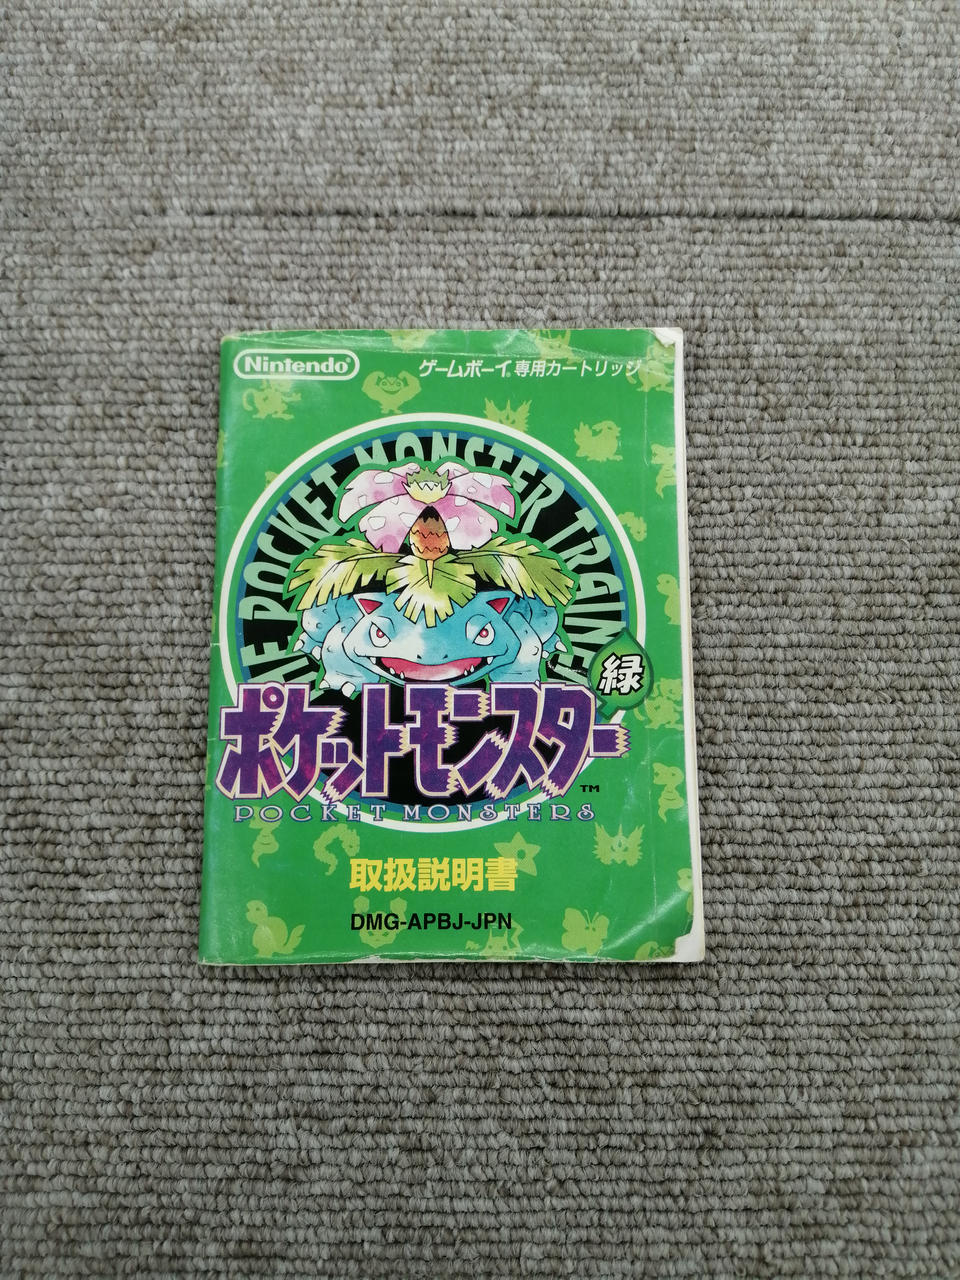 Nintendo®
ゲームボーイ®専用カートリッジ
THE POCKET MONSTER TRAINER
緑
ポケットモンスター™
POCKET MONSTERS
取扱説明書
DMG-APBJ-JPN